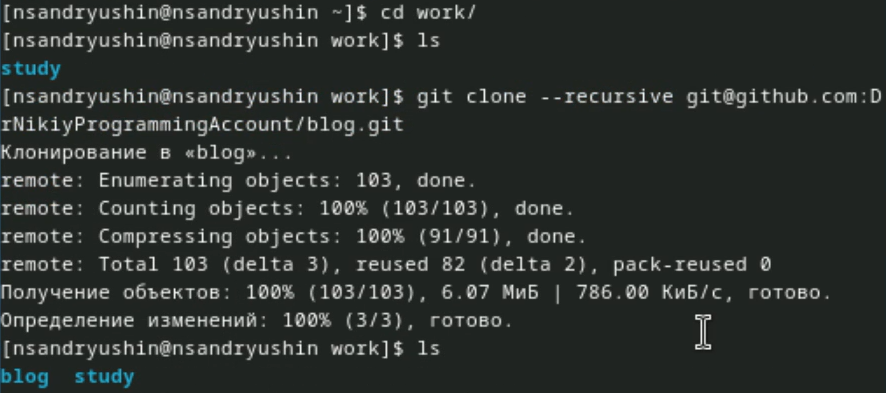 [nsandryushin@nsandryushin ~]$ cd work/
[nsandryushin@nsandryushin work]$ ls
study
[nsandryushin@nsandryushin work]$ git clone --recursive git@github.com:D
rNikiyProgrammingAccount/blog.git
Клонирование в «blog»...
remote: Enumerating objects: 103, done.
remote: Counting objects: 100% (103/103), done.
remote: Compressing objects: 100% (91/91), done.
remote: Total 103 (delta 3), reused 82 (delta 2), pack-reused 0
Получение объектов: 100% (103/103), 6.07 МиБ | 786.00 КиБ/с, готово.
Определение изменений: 100% (3/3), готово.
[nsandryushin@nsandryushin work]$ ls
blog  study